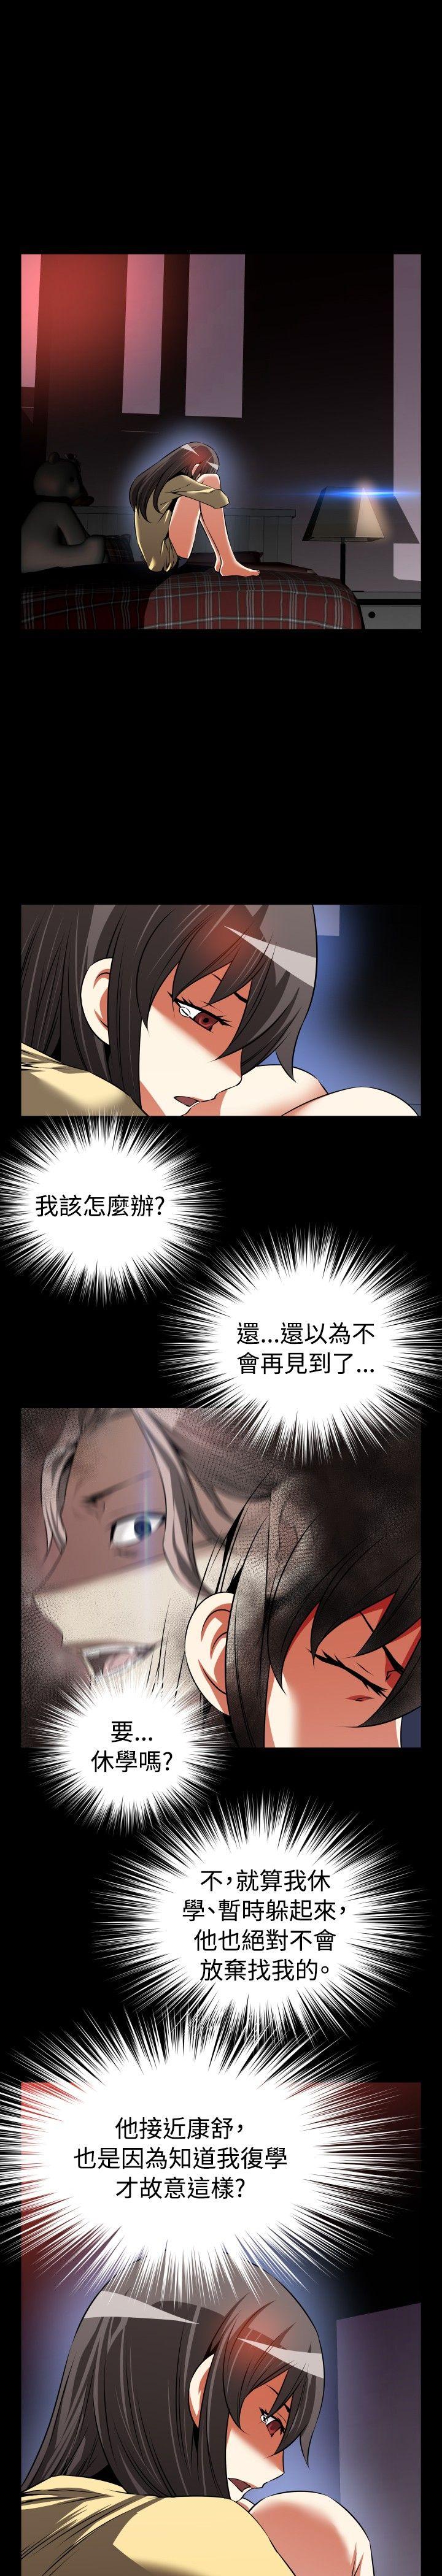 我該怎麼辦?
還...還以為不
會再見到了...
要...
休學嗎?
不，就算我休
學、暫時躲起來，
他也絕對不會
放棄找我的。
他接近康舒，
也是因為知道我復學
才故意這樣?